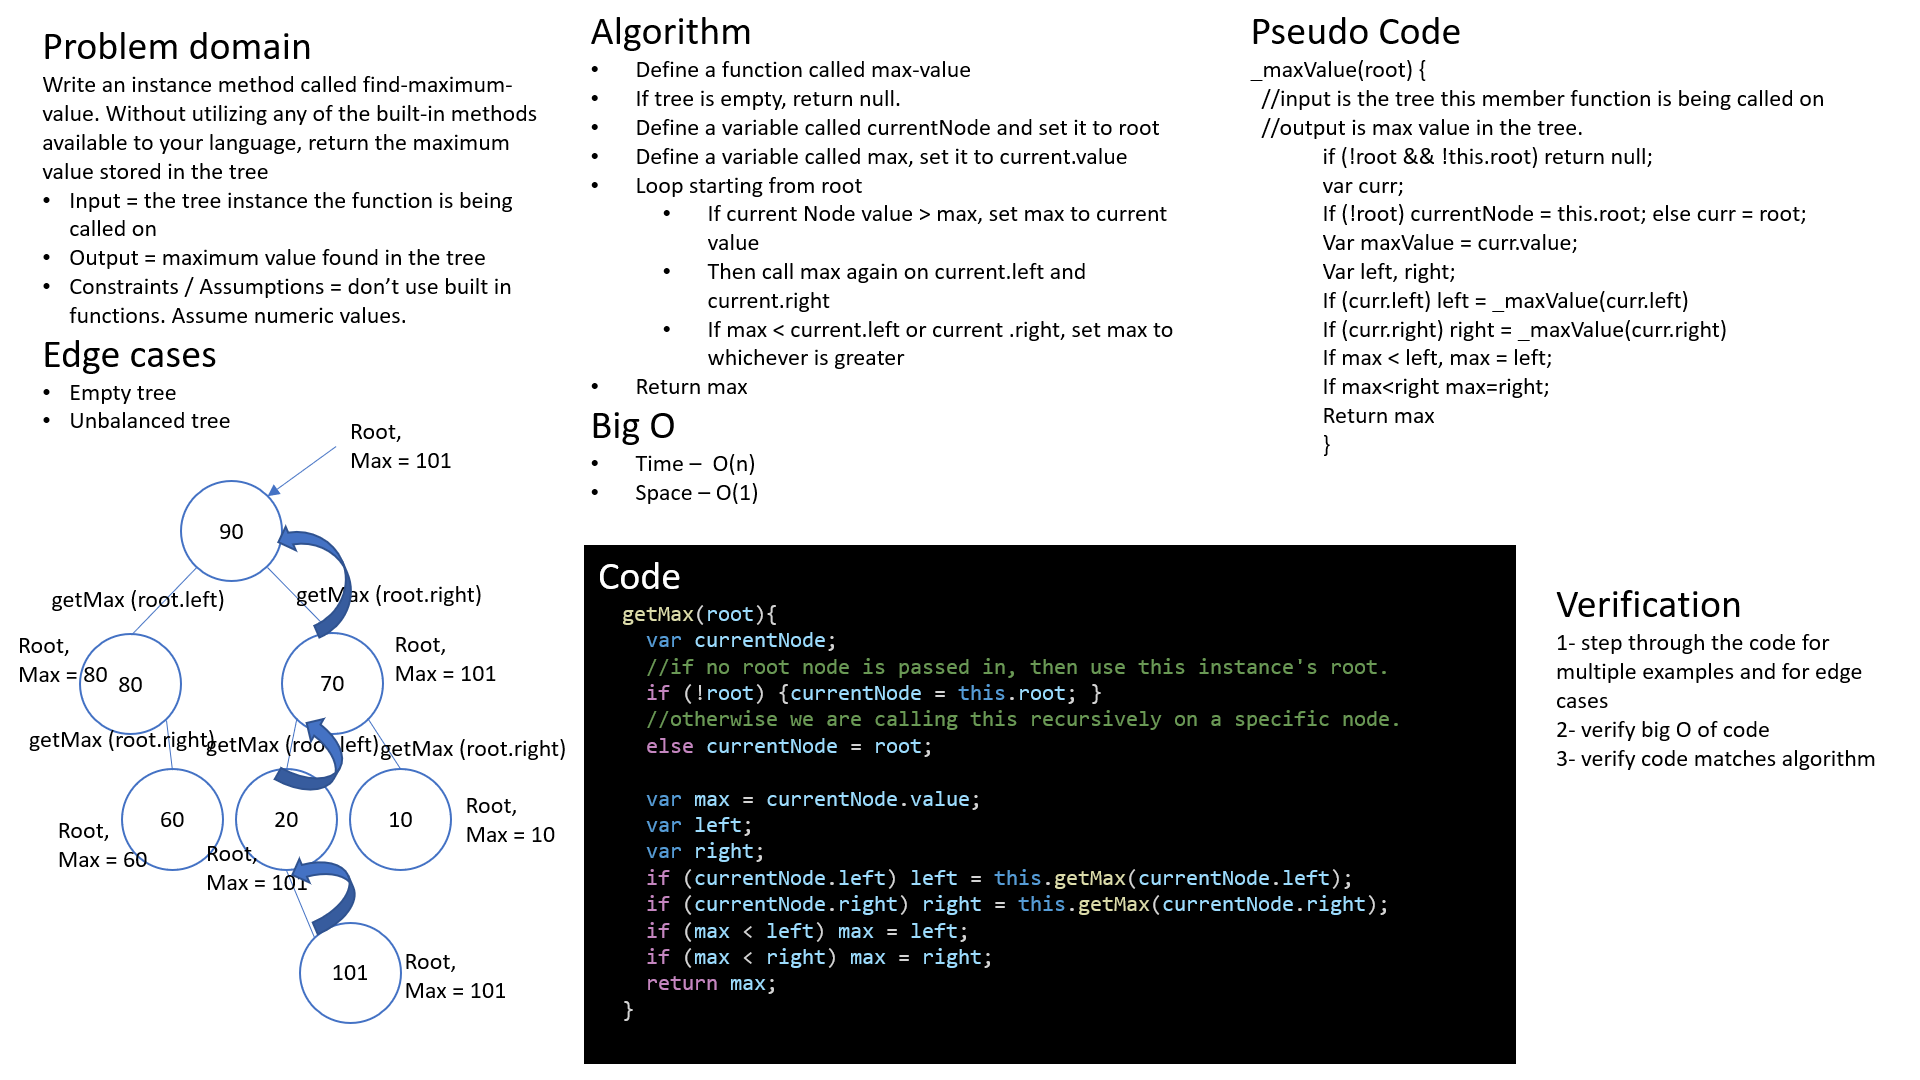 Problem domain
Write an instance method called find-maximum-
value. Without utilizing any of the built-in methods
available to your language, return the maximum
value stored in the tree
• Input = the tree instance the function is being
called on
• Output = maximum value found in the tree
• Constraints / Assumptions = don’t use built in
functions. Assume numeric values.
Edge cases
• Empty tree
• Unbalanced tree
Root,
Max = 101
90
getMax (root.left)
getMax (root.right)
Root,
Max = 80
80
70
Root,
Max = 101
getMax (root.right)
getMax (root.left)
getMax (root.right)
60
20
10
Root,
Max = 10
Root,
Max = 60
Root,
Max = 101
101
Root,
Max = 101
Algorithm
• Define a function called max-value
• If tree is empty, return null.
• Define a variable called currentNode and set it to root
• Define a variable called max, set it to current.value
• Loop starting from root
• If current Node value > max, set max to current
value
• Then call max again on current.left and
current.right
• If max < current.left or current .right, set max to
whichever is greater
• Return max
Big O
• Time – O(n)
• Space – O(1)
Pseudo Code
_maxValue(root) {
//input is the tree this member function is being called on
//output is max value in the tree.
if (!root && !this.root) return null;
var curr;
If (!root) currentNode = this.root; else curr = root;
Var maxValue = curr.value;
Var left, right;
If (curr.left) left = _maxValue(curr.left)
If (curr.right) right = _maxValue(curr.right)
If max < left, max = left;
If max<right max=right;
Return max
}
Code
getMax(root){
var currentNode;
//if no root node is passed in, then use this instance's root.
if (!root) {currentNode = this.root; }
//otherwise we are calling this recursively on a specific node.
else currentNode = root;
var max = currentNode.value;
var left;
var right;
if (currentNode.left) left = this.getMax(currentNode.left);
if (currentNode.right) right = this.getMax(currentNode.right);
if (max < left) max = left;
if (max < right) max = right;
return max;
}
Verification
1- step through the code for
multiple examples and for edge
cases
2- verify big O of code
3- verify code matches algorithm